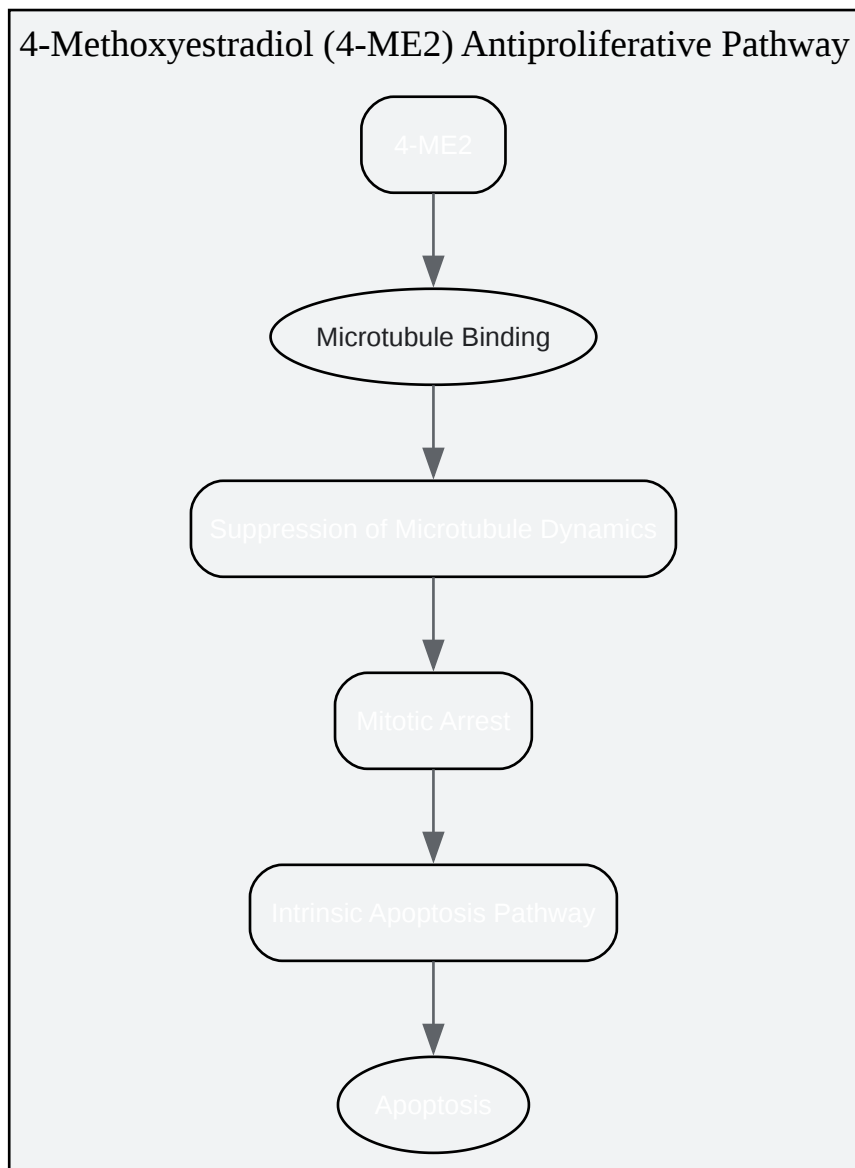 4-Methoxyestradiol (4-ME2) Antiproliferative Pathway
4-ME2
Microtubule Binding
Suppression of Microtubule Dynamics
Mitotic Arrest
Intrinsic Apoptosis Pathway
Apoptosis